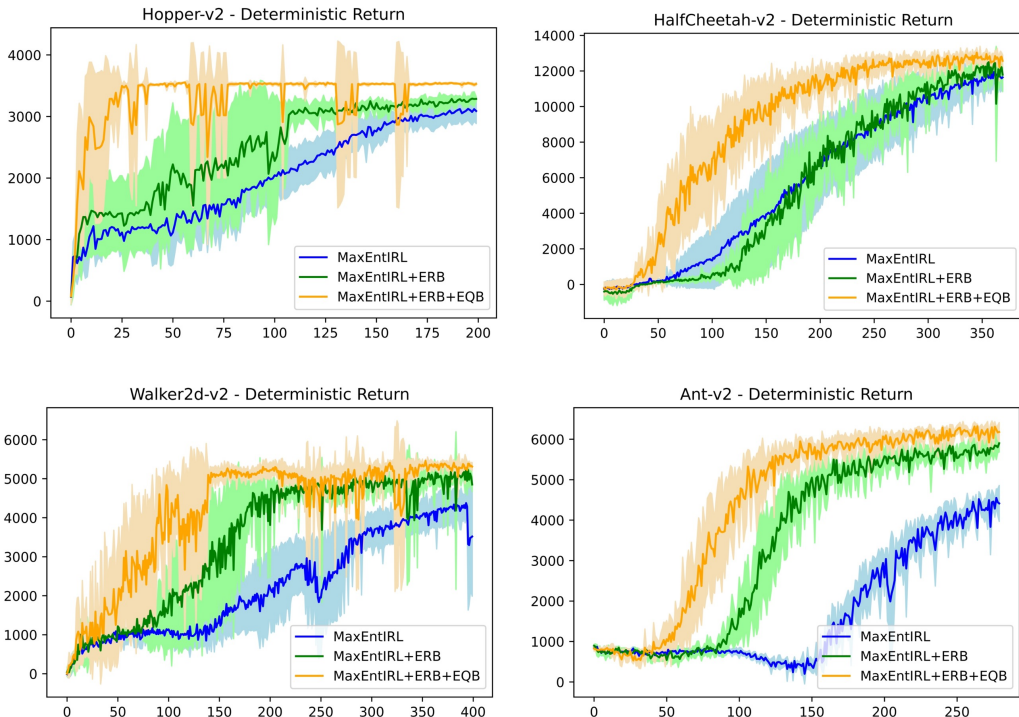 Hopper-v2 - Deterministic Return
4000
3000
2000
1000
0
MaxEntIRL
MaxEntIRL+ERB
MaxEntIRL+ERB+EQB
0 25 50 75 100 125 150 175 200
HalfCheetah-v2 - Deterministic Return
14000
12000
10000
8000
6000
4000
2000
0
MaxEntIRL
MaxEntIRL+ERB
MaxEntIRL+ERB+EQB
0 50 100 150 200 250 300 350
Walker2d-v2 - Deterministic Return
6000
5000
4000
3000
2000
1000
0
MaxEntIRL
MaxEntIRL+ERB
MaxEntIRL+ERB+EQB
0 50 100 150 200 250 300 350 400
Ant-v2 - Deterministic Return
6000
5000
4000
3000
2000
1000
0
MaxEntIRL
MaxEntIRL+ERB
MaxEntIRL+ERB+EQB
0 50 100 150 200 250